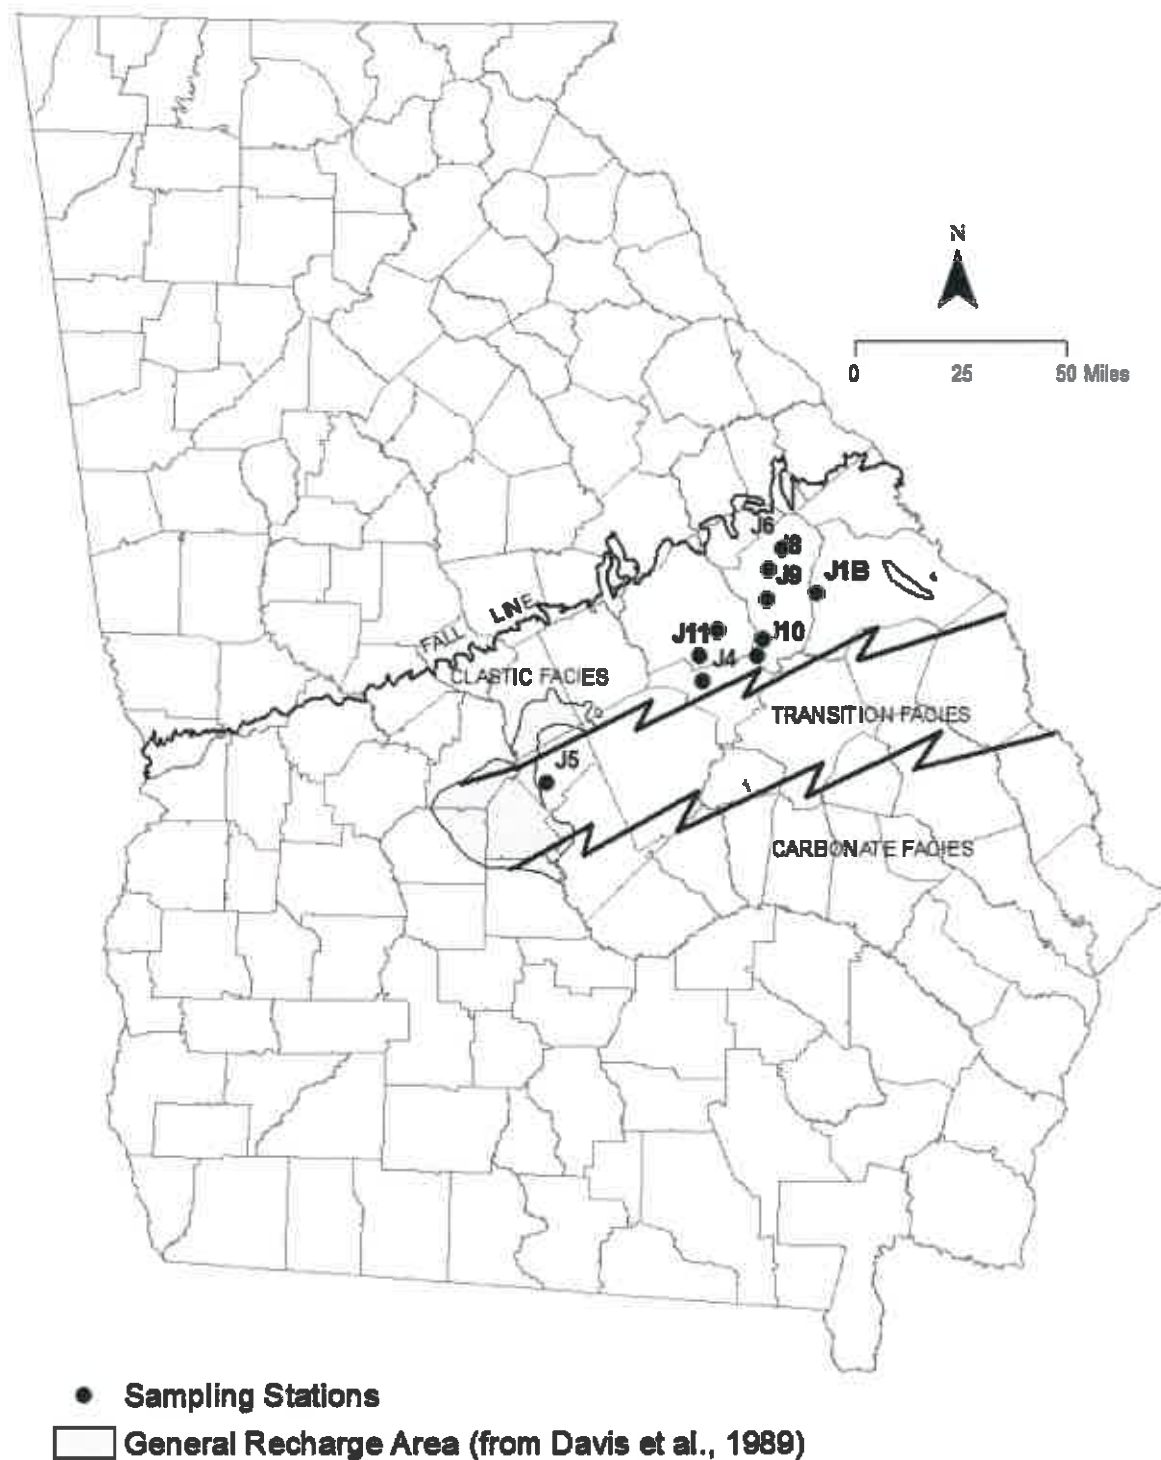 N
0 25 50 Miles
J6
J8
J9
J1B
J11
J10
J4
FALL LINE
CLASTIC FACIES
TRANSITION FACIES
J5
CARBONATE FACIES
Sampling Stations
General Recharge Area (from Davis et al., 1989)